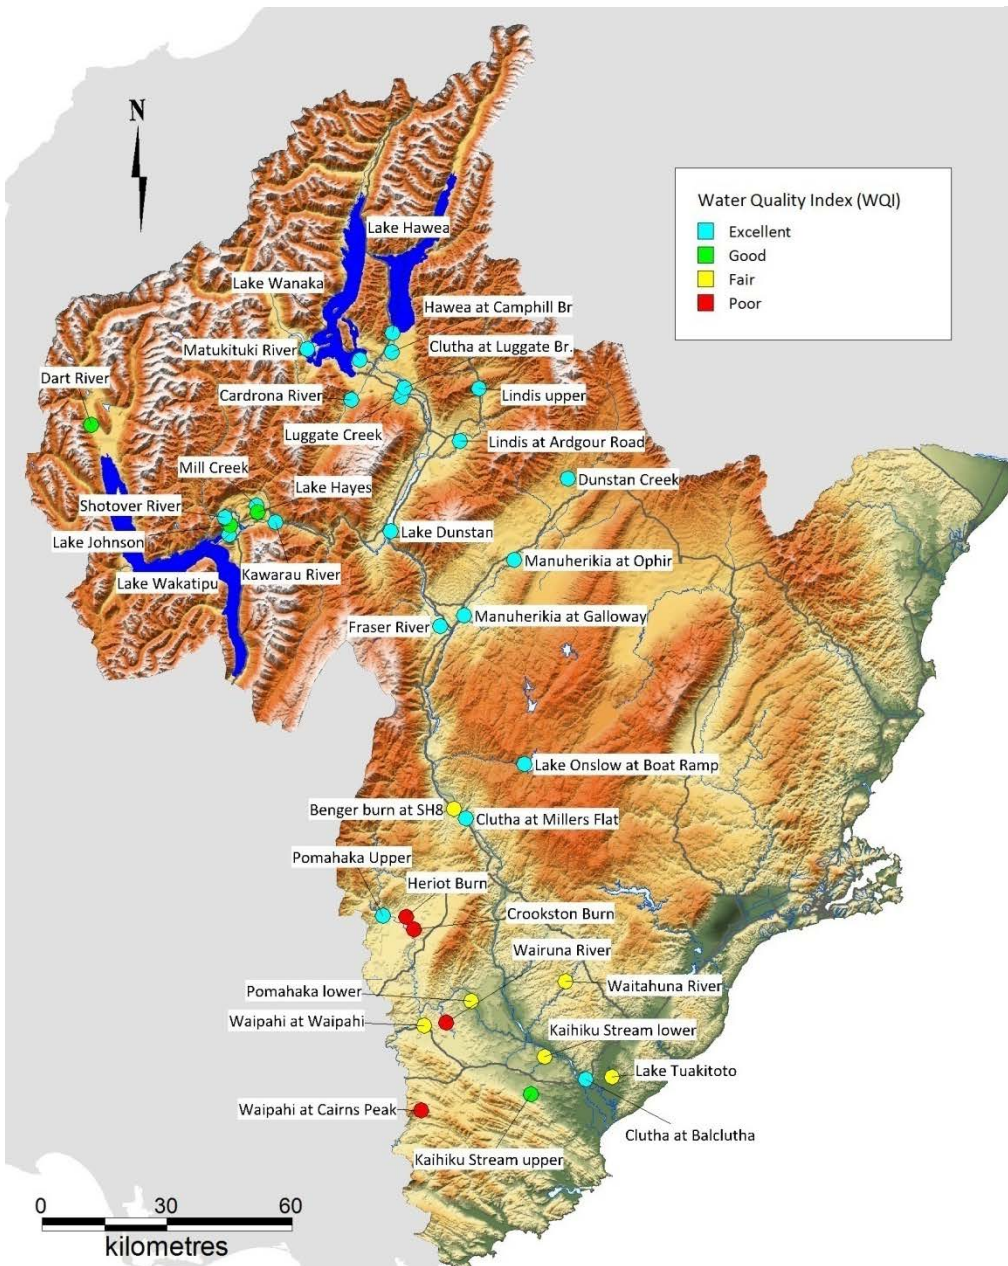 N
Water Quality Index (WQI)
Excellent
Good
Fair
Poor
Lake Hawea
Lake Wanaka
Hawea at Camphill Br
Matukituki River
Clutha at Luggate Br.
Dart River
Cardrona River
Lindis upper
Luggate Creek
Lindis at Ardgour Road
Mill Creek
Lake Hayes
Dunstan Creek
Shotover River
Lake Dunstan
Lake Johnson
Manuherikia at Ophir
Lake Wakatipu
Kawarau River
Manuherikia at Galloway
Fraser River
Lake Onslow at Boat Ramp
Benger burn at SH8
Clutha at Millers Flat
Pomahaka Upper
Heriot Burn
Crookston Burn
Wairuna River
Waitahuna River
Pomahaka lower
Waipahi at Waipahi
Kaihiku Stream lower
Lake Tuakitoto
Waipahi at Cairns Peak
Clutha at Balclutha
Kaihiku Stream upper
0 30 60
kilometres